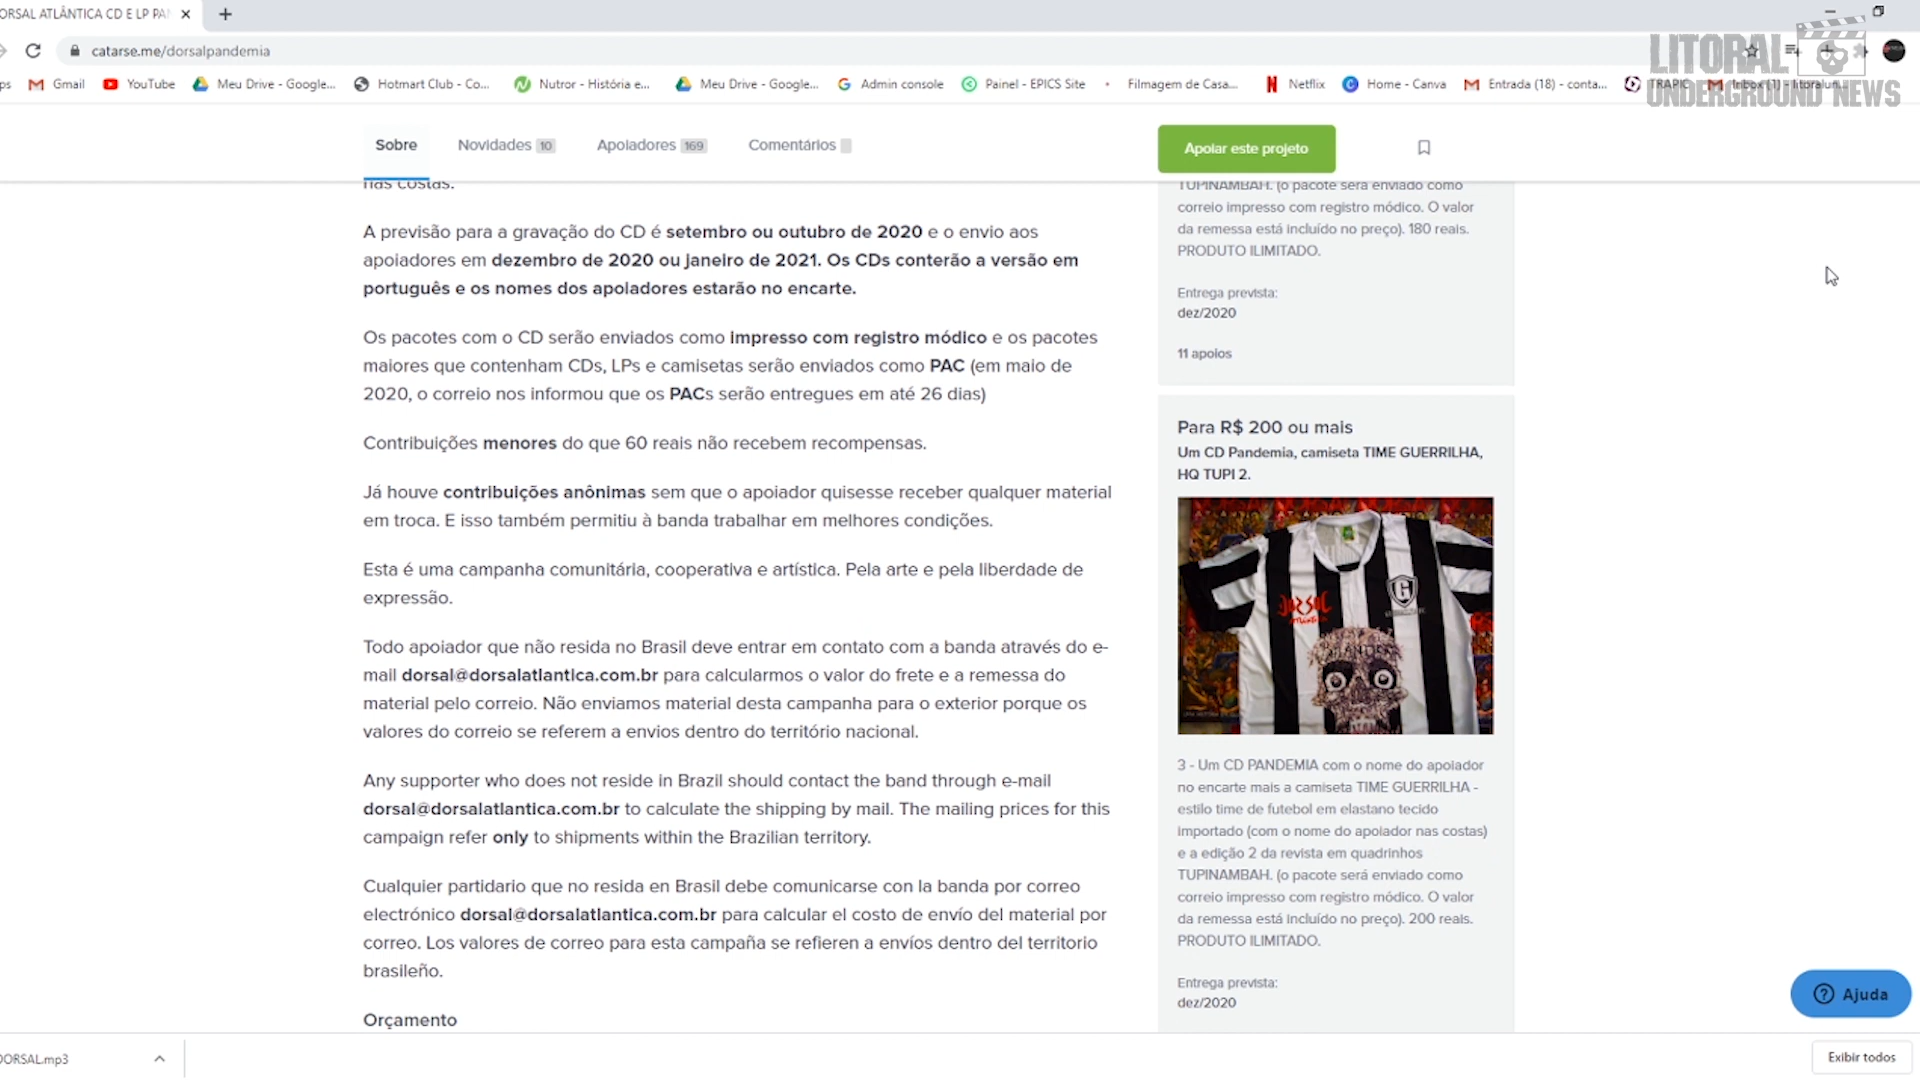 DORSAL ATLÂNTICA CD E LP PAN
catarse.me/dorsalpandemia
LITORAL
UNDERGROUND NEWS
Gmail
YouTube
Meu Drive - Google...
Hotmart Club - Co...
Nutror - História e...
Meu Drive - Google...
Admin console
Painel - EPICS Site
Filmagem de Casa...
Netflix
Home - Canva
Entrada (18) - conta...
Sobre
Novidades 10
Apoiadores 169
Comentários
Apoiar este projeto
nas costas.
A previsão para a gravação do CD é setembro ou outubro de 2020 e o envio aos
apoiadores em dezembro de 2020 ou janeiro de 2021. Os CDs conterão a versão em
português e os nomes dos apoiadores estarão no encarte.
Os pacotes com o CD serão enviados como impresso com registro módico e os pacotes
maiores que contenham CDs, LPs e camisetas serão enviados como PAC (em maio de
2020, o correio nos informou que os PACs serão entregues em até 26 dias)
Contribuições menores do que 60 reais não recebem recompensas.
Já houve contribuições anônimas sem que o apoiador quisesse receber qualquer material
em troca. E isso também permitiu à banda trabalhar em melhores condições.
Esta é uma campanha comunitária, cooperativa e artística. Pela arte e pela liberdade de
expressão.
Todo apoiador que não resida no Brasil deve entrar em contato com a banda através do e-
mail dorsal@dorsalatlantica.com.br para calcularmos o valor do frete e a remessa do
material pelo correio. Não enviamos material desta campanha para o exterior porque os
valores do correio se referem a envios dentro do território nacional.
Any supporter who does not reside in Brazil should contact the band through e-mail
dorsal@dorsalatlantica.com.br to calculate the shipping by mail. The mailing prices for this
campaign refer only to shipments within the Brazilian territory.
Cualquier partidario que no resida en Brasil debe comunicarse con la banda por correo
electrónico dorsal@dorsalatlantica.com.br para calcular el costo de envío del material por
correo. Los valores de correo para esta campaña se refieren a envíos dentro del territorio
brasileño.
Orçamento
TUPINAMBAH. (o pacote será enviado como
correio impresso com registro módico. O valor
da remessa está incluído no preço). 180 reais.
PRODUTO ILIMITADO.
Entrega prevista:
dez/2020
11 apoios
Para R$ 200 ou mais
Um CD Pandemia, camiseta TIME GUERRILHA,
HQ TUPI 2.
3 - Um CD PANDEMIA com o nome do apoiador
no encarte mais a camiseta TIME GUERRILHA -
estilo time de futebol em elastano tecido
importado (com o nome do apoiador nas costas)
e a edição 2 da revista em quadrinhos
TUPINAMBAH. (o pacote será enviado como
correio impresso com registro módico. O valor
da remessa está incluído no preço). 200 reais.
PRODUTO ILIMITADO.
Entrega prevista:
dez/2020
Ajuda
DORSAL.mp3
Exibir todos